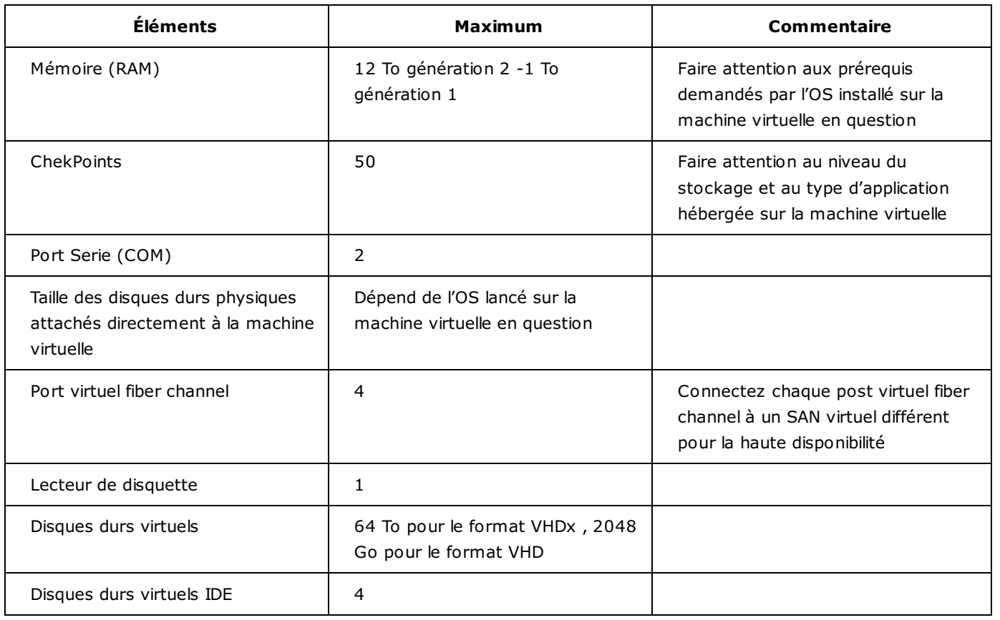 Éléments
Maximum
Commentaire
Mémoire (RAM)
12 To génération 2 -1 To
génération 1
Faire attention aux prérequis
demandés par l’OS installé sur la
machine virtuelle en question
ChekPoints
50
Faire attention au niveau du
stockage et au type d’application
hébergée sur la machine virtuelle
Port Serie (COM)
2
Taille des disques durs physiques
attachés directement à la machine
virtuelle
Dépend de l’OS lancé sur la
machine virtuelle en question
Port virtuel fiber channel
4
Connectez chaque post virtuel fiber
channel à un SAN virtuel différent
pour la haute disponibilité
Lecteur de disquette
1
Disques durs virtuels
64 To pour le format VHDx , 2048
Go pour le format VHD
Disques durs virtuels IDE
4